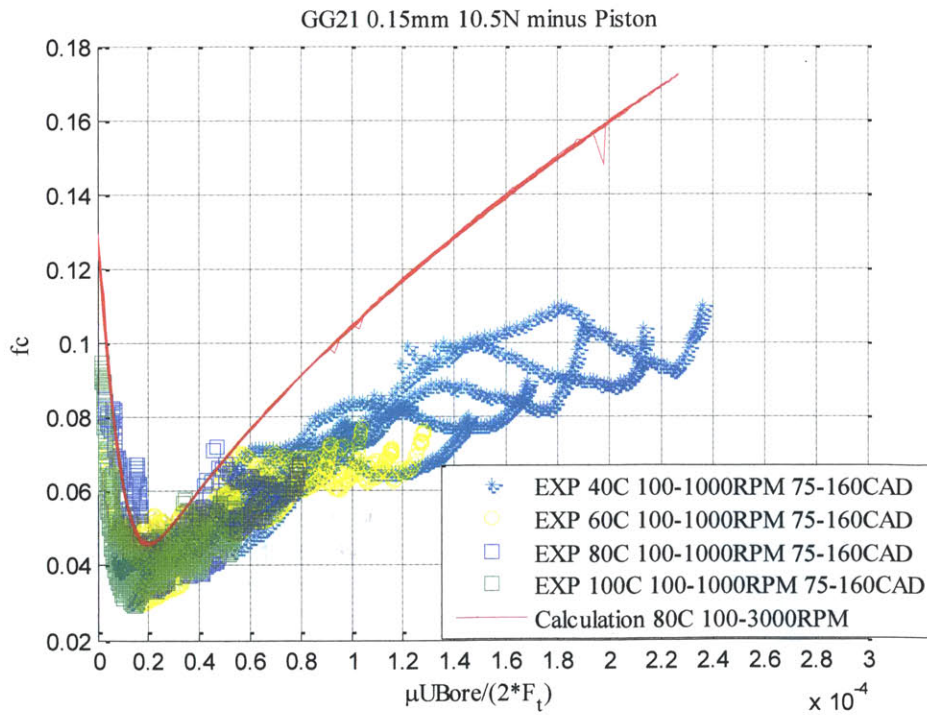 GG21 0.15mm 10.5N minus Piston
0.18
0.16
0.14
0.12
0.1
0.08
0.06
0.04
0.02
fc
EXP 40C 100-1000RPM 75-160CAD
EXP 60C 100-1000RPM 75-160CAD
EXP 80C 100-1000RPM 75-160CAD
EXP 100C 100-1000RPM 75-160CAD
Calculation 80C 100-3000RPM
0 0.2 0.4 0.6 0.8 1 1.2 1.4 1.6 1.8 2 2.2 2.4 2.6 2.8 3
μUBore/(2*Ft)
x 10-4